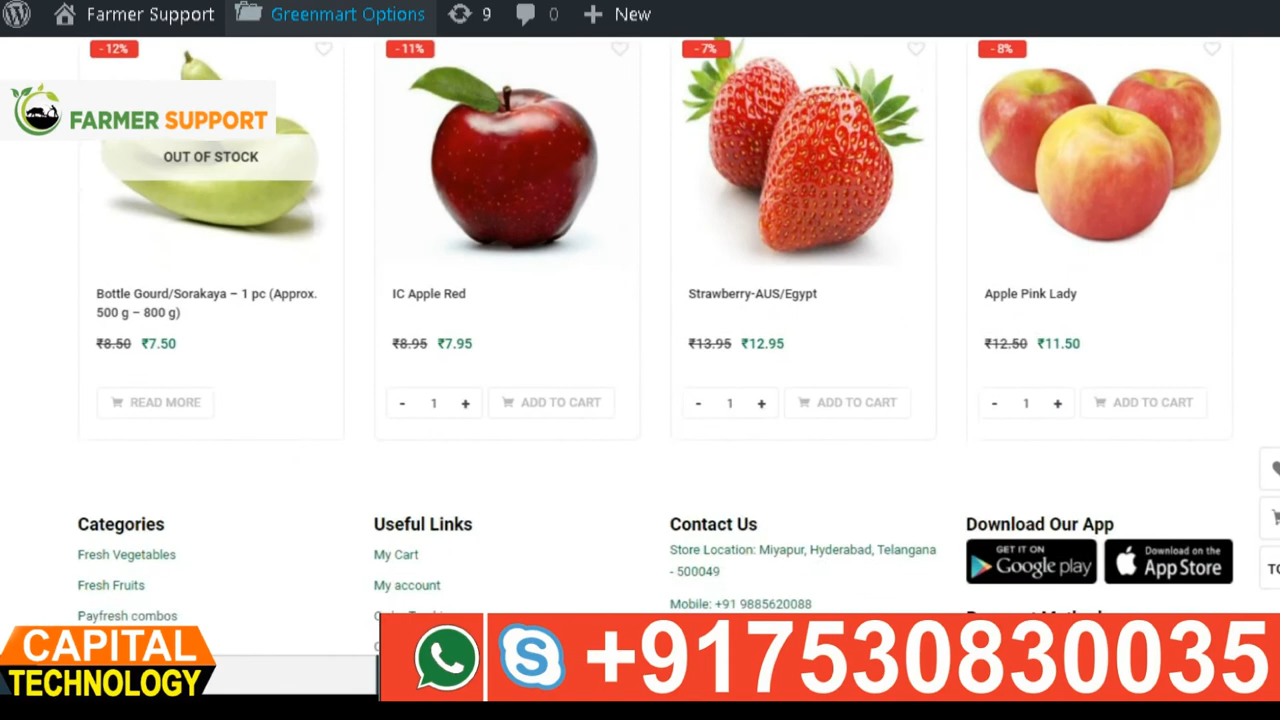 Farmer Support Greenmart Options 9 0 + New
- 12% - 11% - 7% - 8%
FARMER SUPPORT
OUT OF STOCK
Bottle Gourd/Sorakaya – 1 pc (Approx.
500 g – 800 g)
₹8.50 ₹7.50
READ MORE
IC Apple Red
₹8.95 ₹7.95
- 1 + ADD TO CART
Strawberry-AUS/Egypt
₹13.95 ₹12.95
- 1 + ADD TO CART
Apple Pink Lady
₹12.50 ₹11.50
- 1 + ADD TO CART
Categories
Fresh Vegetables
Fresh Fruits
Payfresh combos
Useful Links
My Cart
My account
Contact Us
Store Location: Miyapur, Hyderabad, Telangana
- 500049
Mobile: +91 9885620088
Download Our App
GET IT ON
Google play
Download on the
App Store
CAPITAL
TECHNOLOGY
+917530830035